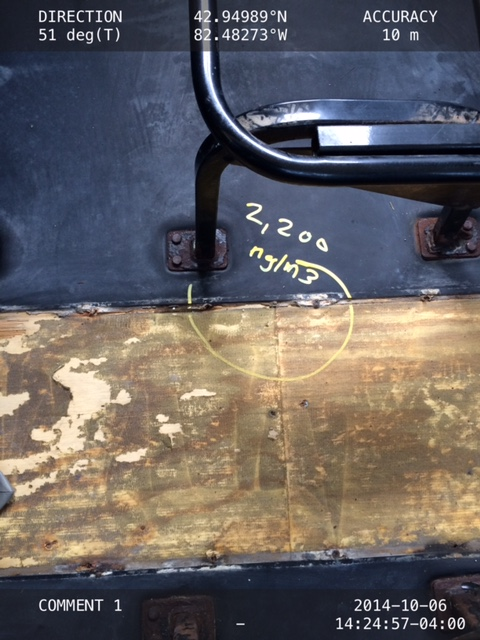 DIRECTION 42.94989°N ACCURACY
51 deg(T) 82.48273°W 10 m
2,200
ng/m3
COMMENT 1 2014-10-06
– 14:24:57-04:00